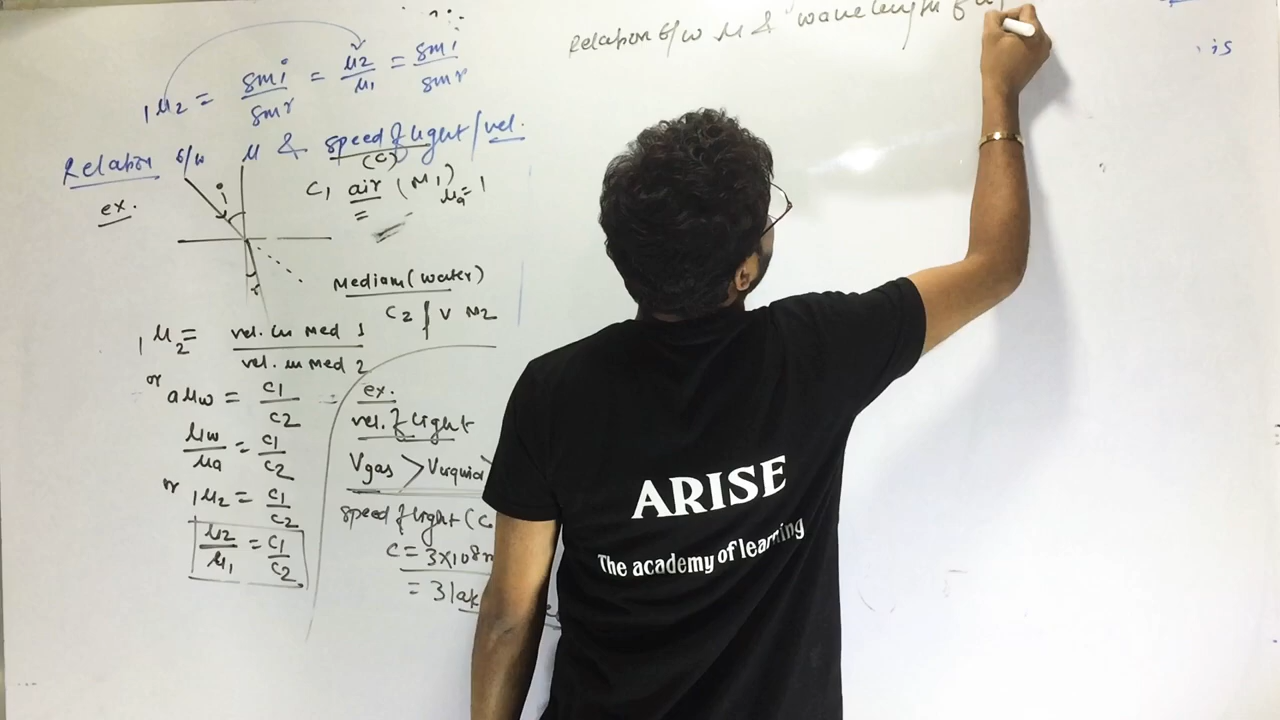 ₁μ₂ = sin i / sin r = μ₂ / μ₁ = sin i / sin r
Relation b/w μ & speed of light / vel.
(c)
ex.
i
C₁ air (μ₁) μa = 1
r
Medium (water)
C₂ / V μ₂
₁μ₂ = vel. in Med 1 / vel. in Med 2
or aμw = c₁ / c₂
μw / μa = c₁ / c₂
or ₁μ₂ = c₁ / c₂
μ₂ / μ₁ = c₁ / c₂
ex.
vel. of light
Vgas > Vliquid >
speed of light (c
c = 3×10⁸ m
= 3 lak
Relation b/w μ & "wavelength of
is
ARISE
The academy of learning